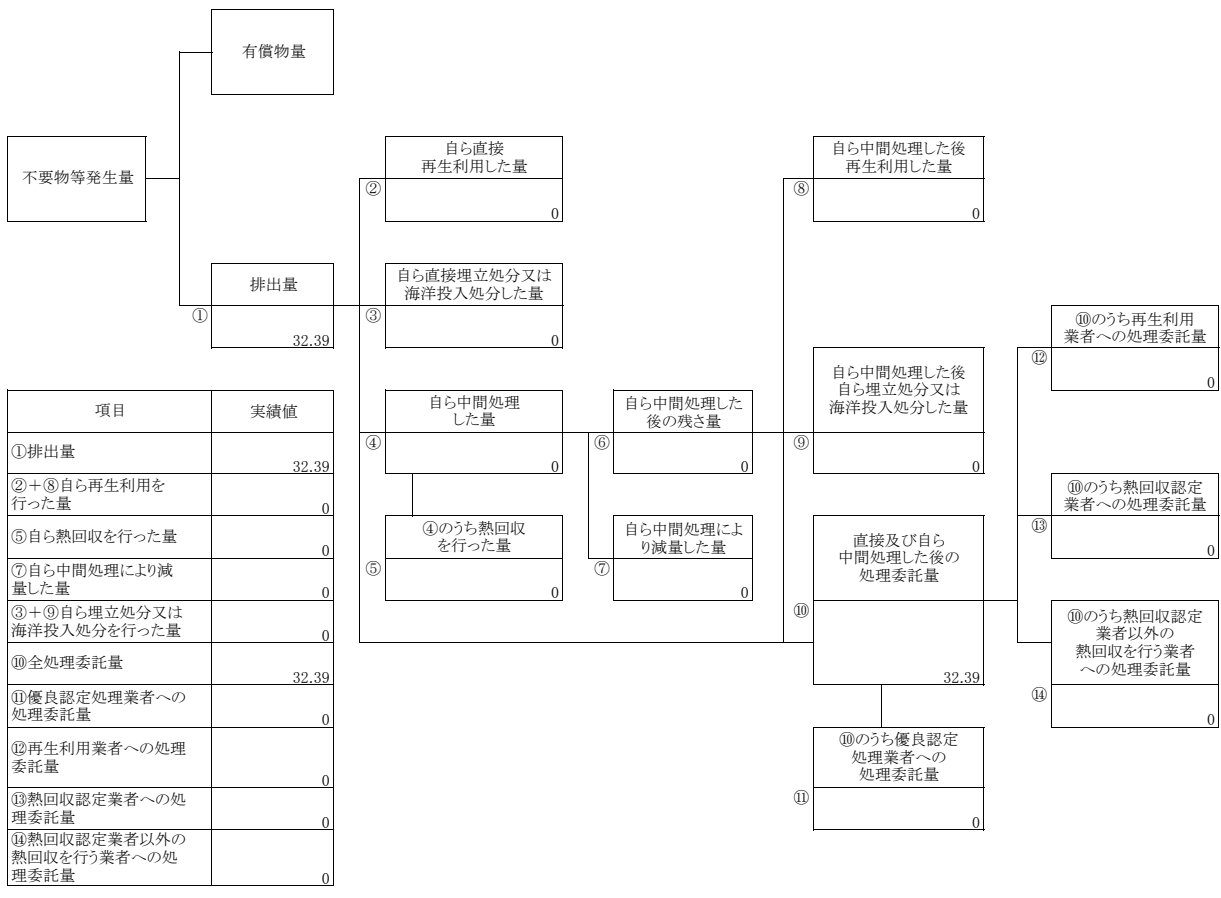 有償物量
不要物等発生量
自ら直接
再生利用した量
②
0
自ら中間処理した後
再生利用した量
⑧
0
排出量
①
32.39
自ら直接埋立処分又は
海洋投入処分した量
③
0
⑩のうち再生利用
業者への処理委託量
⑫
0
自ら中間処理
した量
④
0
自ら中間処理した
後の残さ量
⑥
0
自ら中間処理した後
自ら埋立処分又は
海洋投入処分した量
⑨
0
④のうち熱回収
を行った量
⑤
0
自ら中間処理によ
り減量した量
⑦
0
直接及び自ら
中間処理した後の
処理委託量
⑩
32.39
⑩のうち熱回収認定
業者への処理委託量
⑬
0
⑩のうち熱回収認定
業者以外の
熱回収を行う業者
への処理委託量
⑭
0
⑩のうち優良認定
処理業者への
処理委託量
⑪
0
項目 実績値
①排出量
32.39
②＋⑧自ら再生利用を
行った量
0
⑤自ら熱回収を行った量
0
⑦自ら中間処理により減
量した量
0
③＋⑨自ら埋立処分又は
海洋投入処分を行った量
0
⑩全処理委託量
32.39
⑪優良認定処理業者への
処理委託量
0
⑫再生利用業者への処理
委託量
0
⑬熱回収認定業者への処
理委託量
0
⑭熱回収認定業者以外の
熱回収を行う業者への処
理委託量
0